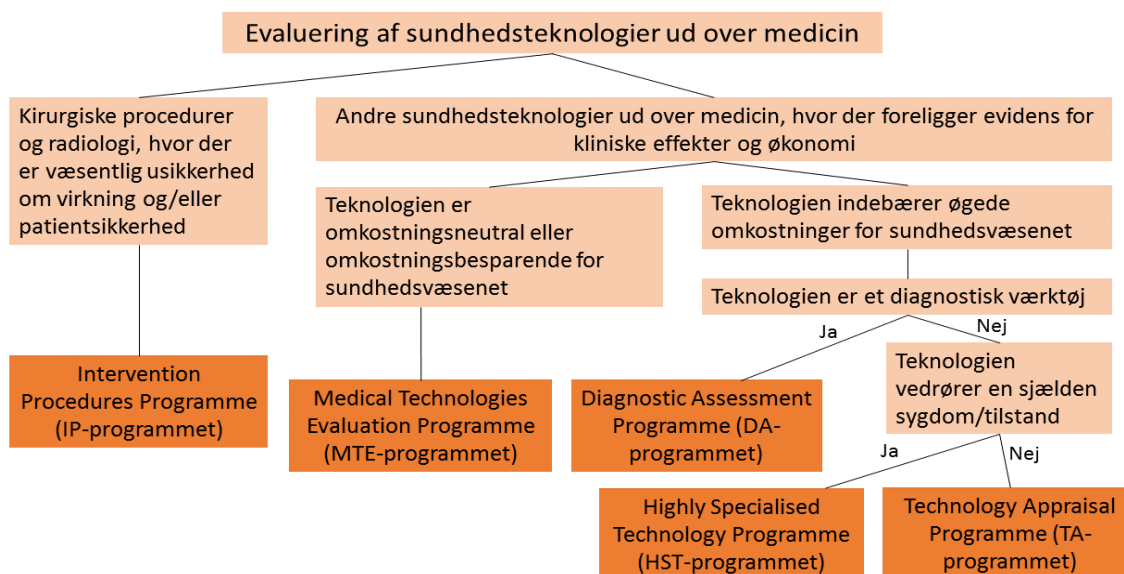 Evaluering af sundhedsteknologier ud over medicin
Kirurgiske procedurer
og radiologi, hvor der
er væsentlig usikkerhed
om virkning og/eller
patientsikkerhed
Andre sundhedsteknologier ud over medicin, hvor der foreligger evidens for
kliniske effekter og økonomi
Teknologien er
omkostningsneutral eller
omkostningsbesparende for
sundhedsvæsenet
Teknologien indebærer øgede
omkostninger for sundhedsvæsenet
Teknologien er et diagnostisk værktøj
Ja
Nej
Intervention
Procedures Programme
(IP-programmet)
Medical Technologies
Evaluation Programme
(MTE-programmet)
Diagnostic Assessment
Programme (DA-
programmet)
Teknologien
vedrører en sjælden
sygdom/tilstand
Ja
Nej
Highly Specialised
Technology Programme
(HST-programmet)
Technology Appraisal
Programme (TA-
programmet)